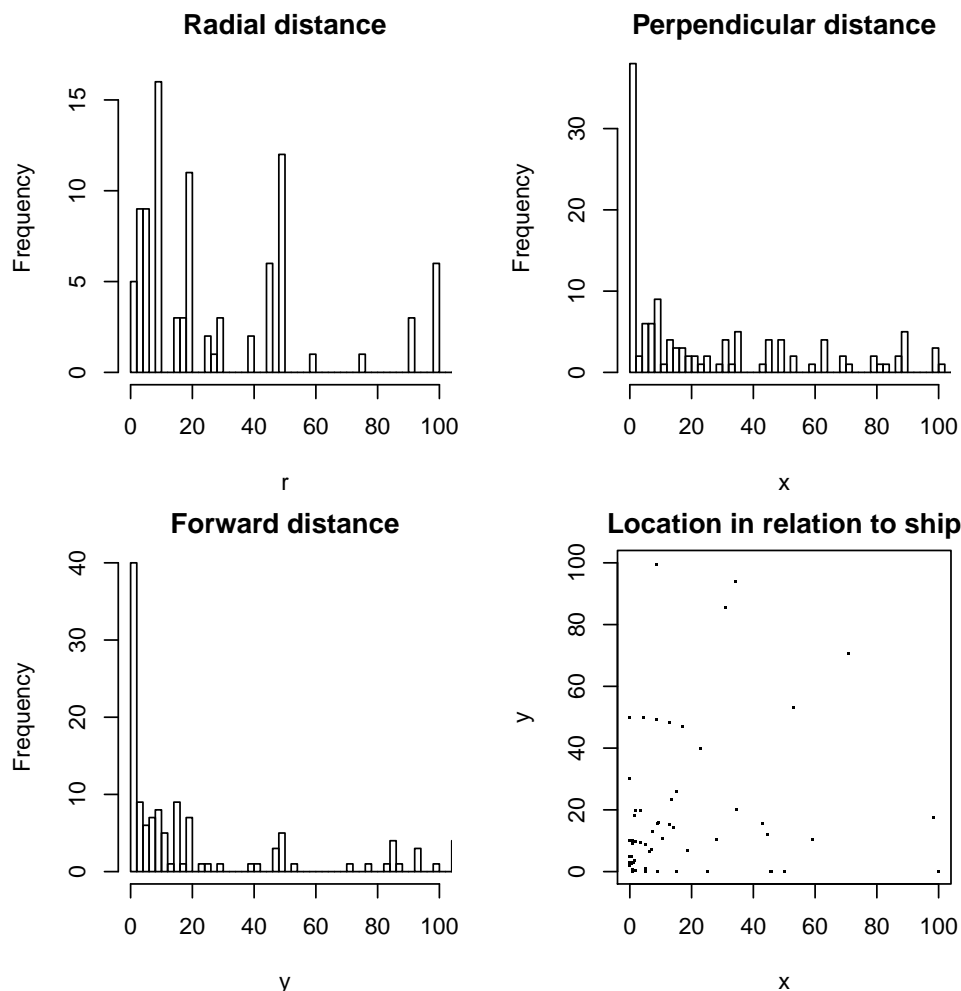 Radial distance
Frequency
15
10
5
0
0 20 40 60 80 100
r
Perpendicular distance
Frequency
30
20
10
0
0 20 40 60 80 100
x
Forward distance
Frequency
40
30
20
10
0
0 20 40 60 80 100
y
Location in relation to ship
y
100
80
60
40
20
0
0 20 40 60 80 100
x